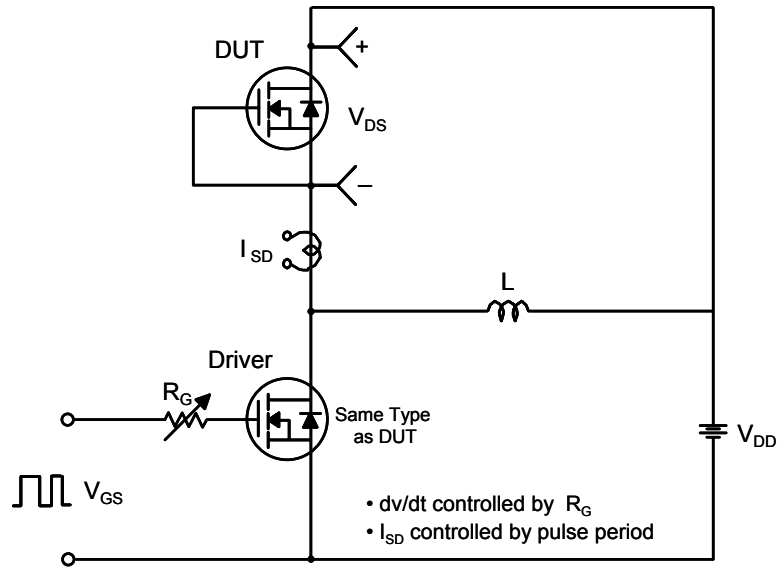 DUT
+
V_DS
–
I_SD
L
Driver
R_G
Same Type
as DUT
V_DD
V_GS
• dv/dt controlled by R_G
• I_SD controlled by pulse period